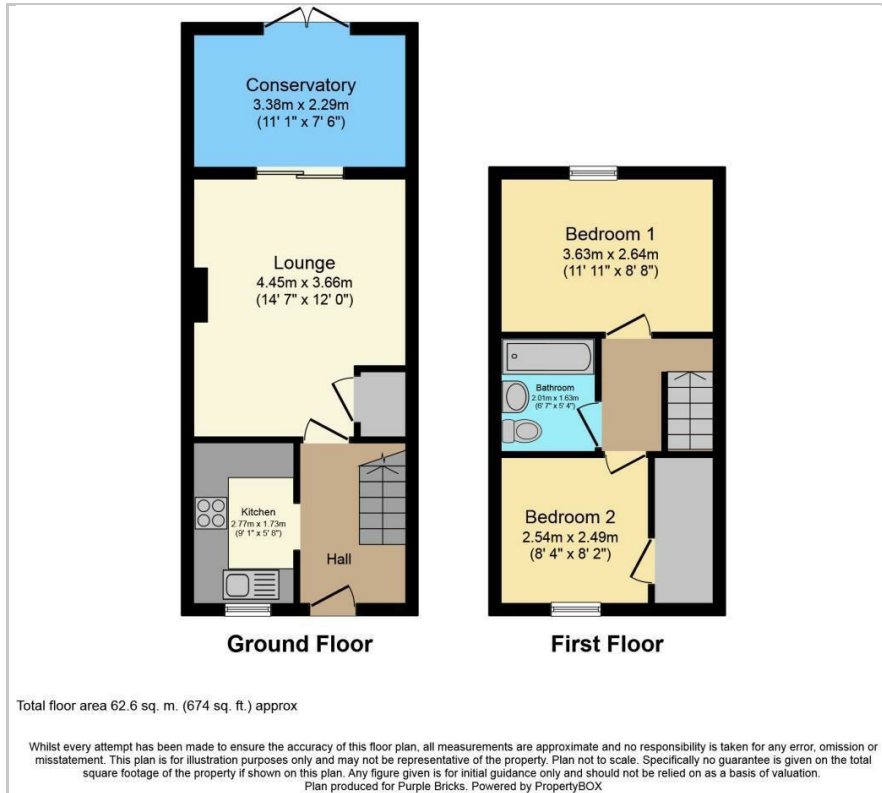 Conservatory
3.38m x 2.29m
(11' 1" x 7' 6")
Lounge
4.45m x 3.66m
(14' 7" x 12' 0")
Kitchen
2.77m x 1.73m
(9' 1" x 5' 8")
Hall
Ground Floor
Bedroom 1
3.63m x 2.64m
(11' 11" x 8' 8")
Bathroom
2.01m x 1.63m
(6' 7" x 5' 4")
Bedroom 2
2.54m x 2.49m
(8' 4" x 8' 2")
First Floor
Total floor area 62.6 sq. m. (674 sq. ft.) approx
Whilst every attempt has been made to ensure the accuracy of this floor plan, all measurements are approximate and no responsibility is taken for any error, omission or
misstatement. This plan is for illustration purposes only and may not be representative of the property. Plan not to scale. Specifically no guarantee is given on the total
square footage of the property if shown on this plan. Any figure given is for initial guidance only and should not be relied on as a basis of valuation.
Plan produced for Purple Bricks. Powered by PropertyBOX